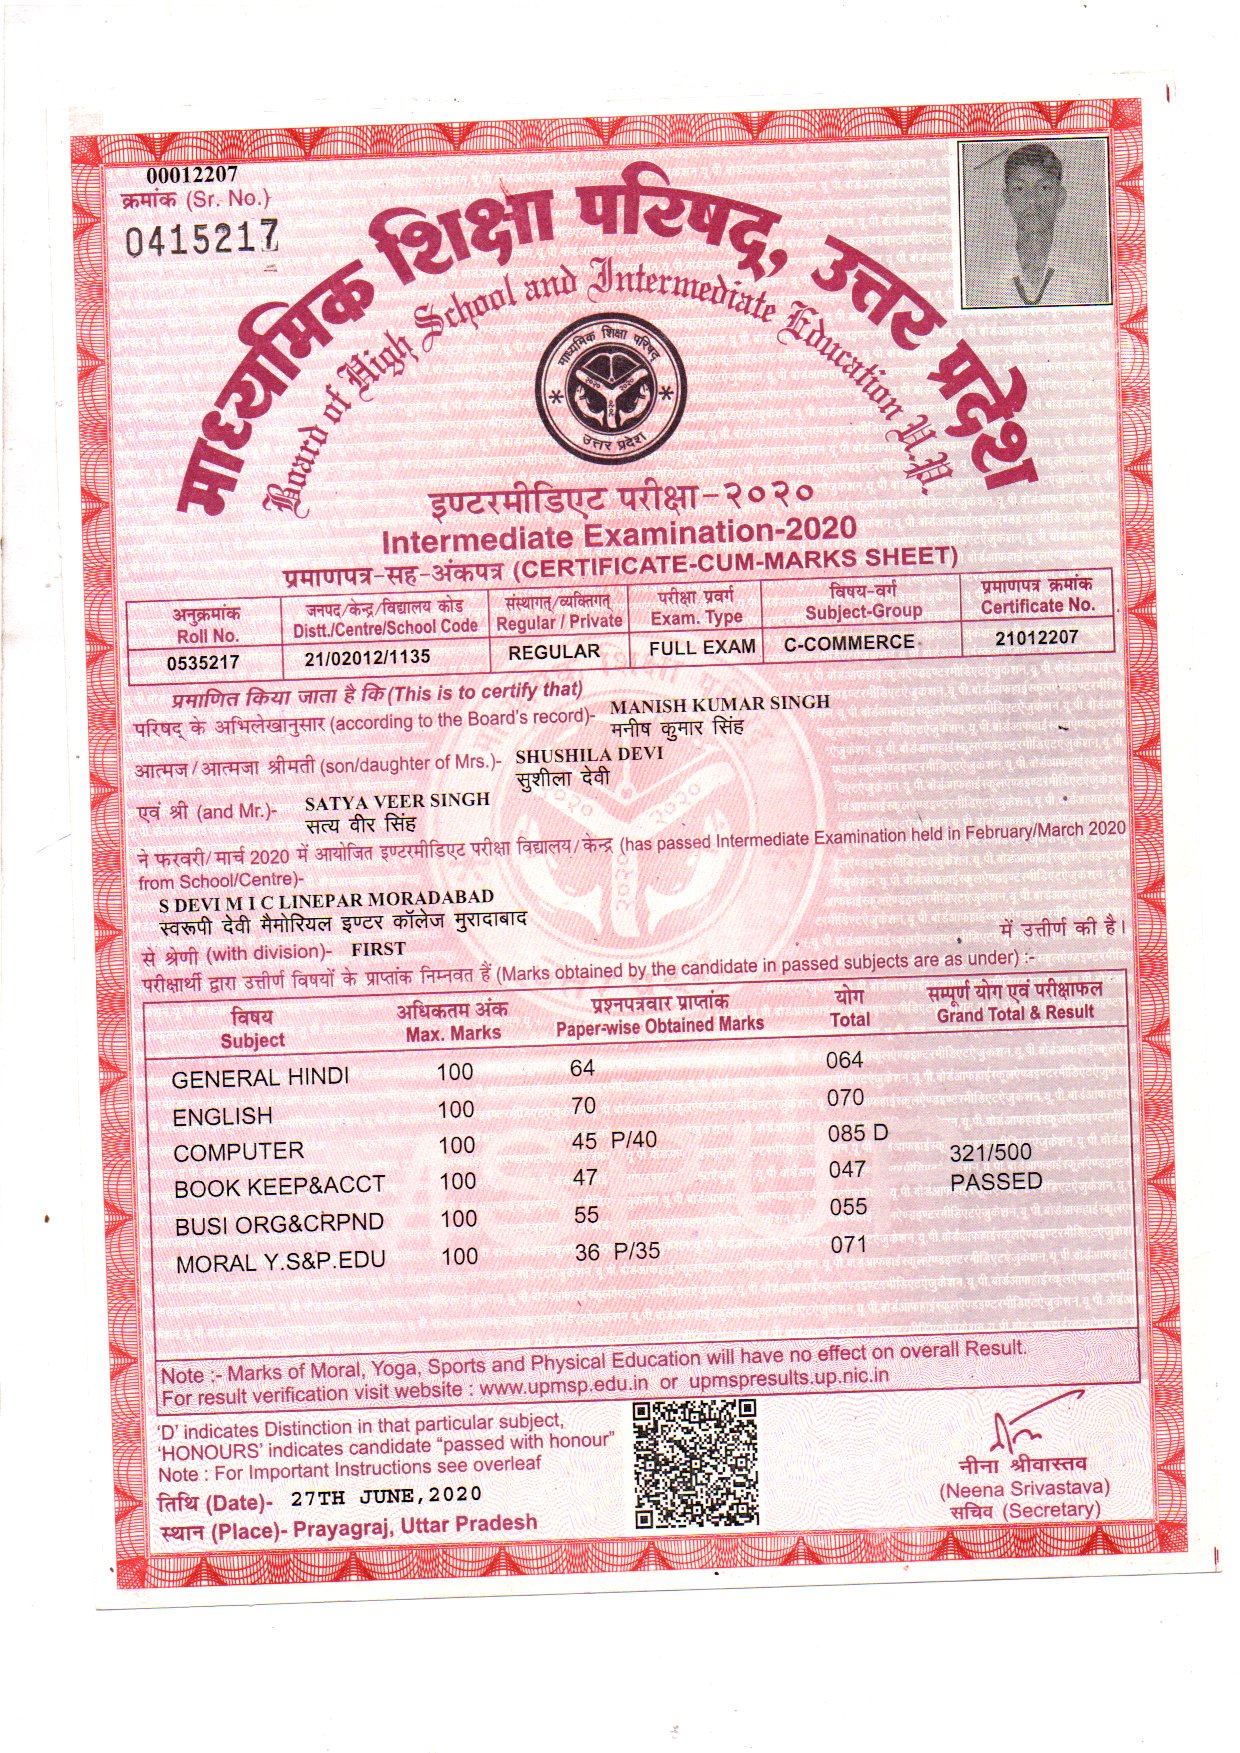 00012207
क्रमांक (Sr. No.)
0415217
माध्यमिक शिक्षा परिषद्, उत्तर प्रदेश
Board of High School and Intermediate Education U.P.
माध्यमिक शिक्षा परिषद्
उत्तर प्रदेश
इण्टरमीडिएट परीक्षा-२०२०
Intermediate Examination-2020
प्रमाणपत्र-सह-अंकपत्र (CERTIFICATE-CUM-MARKS SHEET)
अनुक्रमांक जनपद/केन्द्र/विद्यालय कोड संस्थागत्/व्यक्तिगत् परीक्षा प्रवर्ग विषय-वर्ग प्रमाणपत्र क्रमांक
Roll No. Distt./Centre/School Code Regular / Private Exam. Type Subject-Group Certificate No.
0535217 21/02012/1135 REGULAR FULL EXAM C-COMMERCE 21012207
प्रमाणित किया जाता है कि (This is to certify that)
परिषद् के अभिलेखानुसार (according to the Board's record)- MANISH KUMAR SINGH
मनीष कुमार सिंह
आत्मज/आत्मजा श्रीमती (son/daughter of Mrs.)- SHUSHILA DEVI
सुशीला देवी
एवं श्री (and Mr.)- SATYA VEER SINGH
सत्य वीर सिंह
ने फरवरी/मार्च 2020 में आयोजित इण्टरमीडिएट परीक्षा विद्यालय/केन्द्र (has passed Intermediate Examination held in February/March 2020
from School/Centre)-
S DEVI M I C LINEPAR MORADABAD
स्वरूपी देवी मैमोरियल इण्टर कॉलेज मुरादाबाद
से श्रेणी (with division)- FIRST में उत्तीर्ण की है।
परीक्षार्थी द्वारा उत्तीर्ण विषयों के प्राप्तांक निम्नवत हैं (Marks obtained by the candidate in passed subjects are as under) :-
विषय अधिकतम अंक प्रश्नपत्रवार प्राप्तांक योग सम्पूर्ण योग एवं परीक्षाफल
Subject Max. Marks Paper-wise Obtained Marks Total Grand Total & Result
GENERAL HINDI 100 64 064
ENGLISH 100 70 070
COMPUTER 100 45 P/40 085 D
321/500
BOOK KEEP&ACCT 100 47 047
PASSED
BUSI ORG&CRPND 100 55 055
MORAL Y.S&P.EDU 100 36 P/35 071
Note :- Marks of Moral, Yoga, Sports and Physical Education will have no effect on overall Result.
For result verification visit website : www.upmsp.edu.in or upmspresults.up.nic.in
'D' indicates Distinction in that particular subject,
'HONOURS' indicates candidate "passed with honour"
Note : For Important Instructions see overleaf
तिथि (Date)- 27TH JUNE,2020
स्थान (Place)- Prayagraj, Uttar Pradesh
नीना श्रीवास्तव
(Neena Srivastava)
सचिव (Secretary)